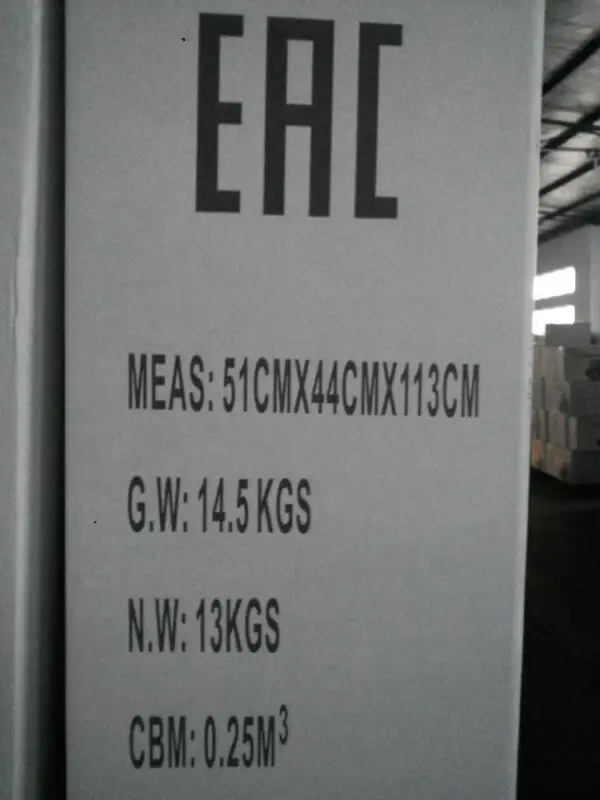 EAC
MEAS: 51CMX44CMX113CM
G.W: 14.5 KGS
N.W: 13KGS
CBM: 0.25M³